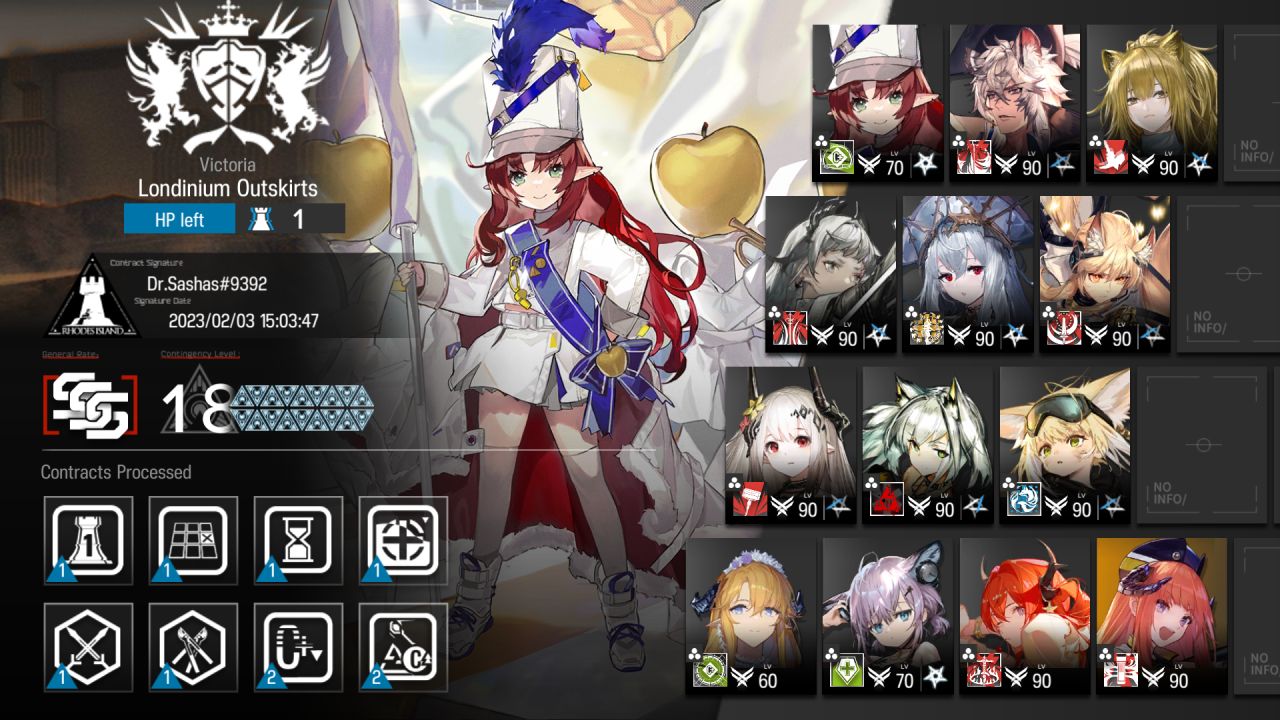 Victoria
Londinium Outskirts
HP left 1
Contract Signature
Dr.Sashas#9392
Signature Date
2023/02/03 15:03:47
RHODES ISLAND
General Rate:
Contingency Level:
18
Contracts Processed
1
1
1
1
1
1
1
2
2
LV 70
LV 90
LV 90
NO INFO/
LV 90
LV 90
LV 90
NO INFO/
LV 90
LV 90
LV 90
NO INFO/
LV 60
LV 70
LV 90
LV 90
NO INFO